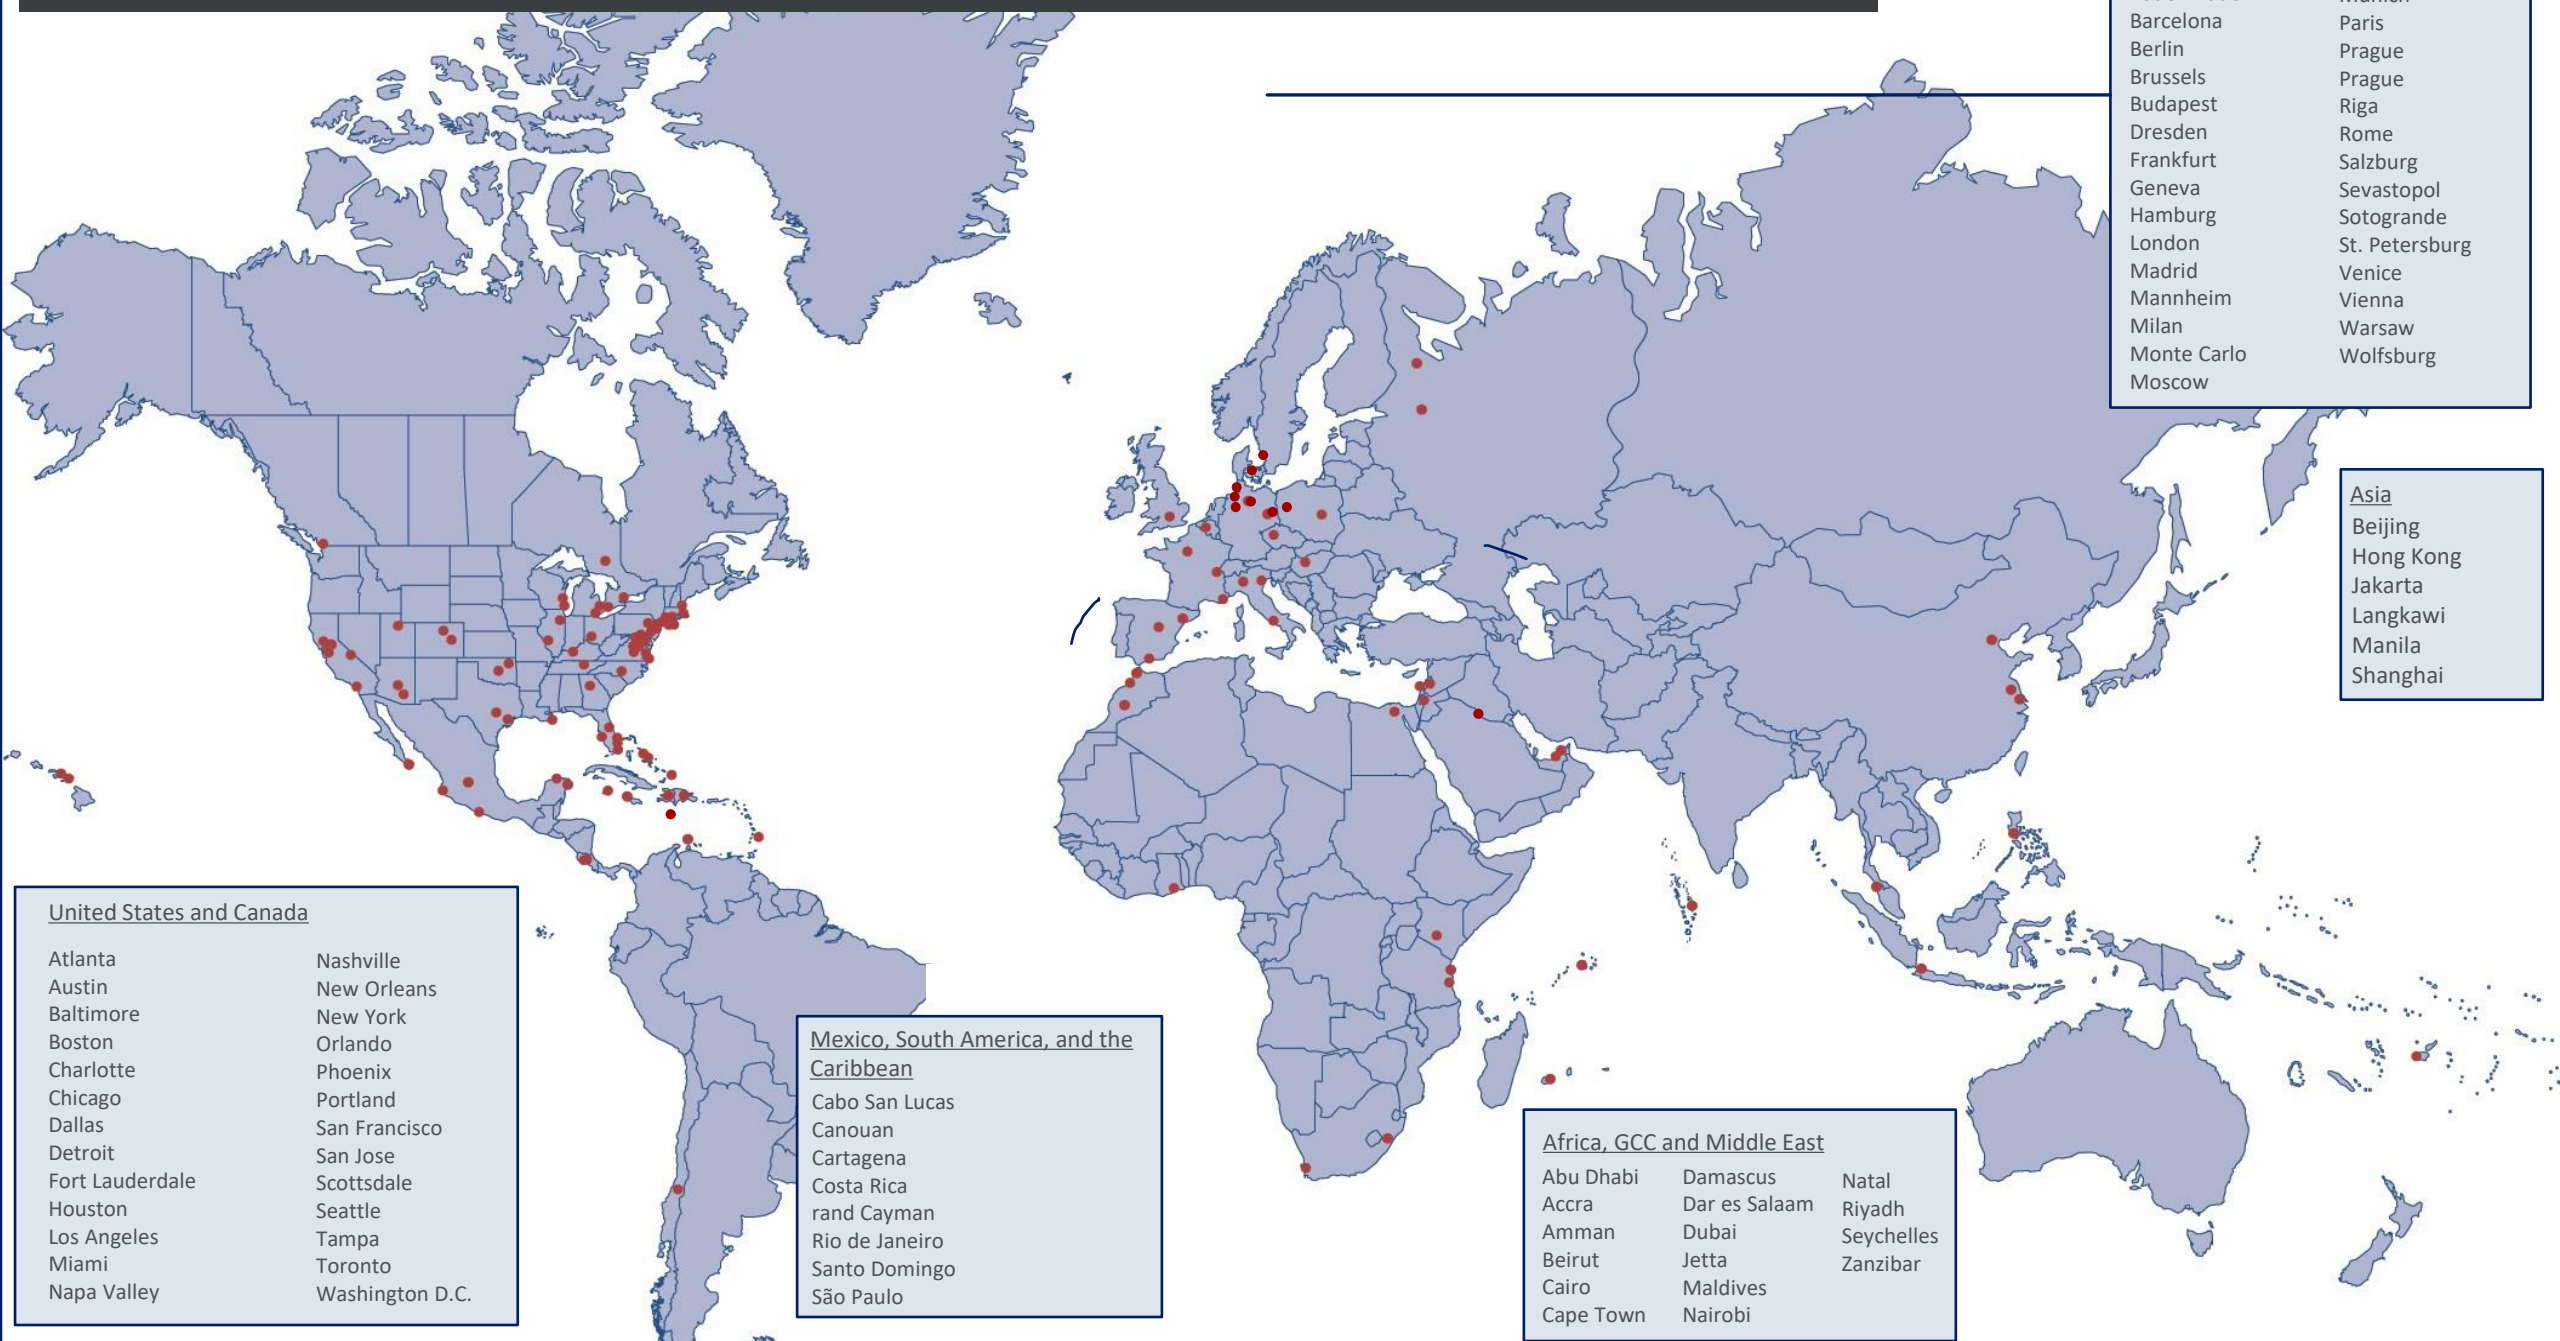 Barcelona
Berlin
Brussels
Budapest
Dresden
Frankfurt
Geneva
Hamburg
London
Madrid
Mannheim
Milan
Monte Carlo
Moscow
Paris
Prague
Prague
Riga
Rome
Salzburg
Sevastopol
Sotogrande
St. Petersburg
Venice
Vienna
Warsaw
Wolfsburg
Asia
Beijing
Hong Kong
Jakarta
Langkawi
Manila
Shanghai
United States and Canada
Atlanta
Austin
Baltimore
Boston
Charlotte
Chicago
Dallas
Detroit
Fort Lauderdale
Houston
Los Angeles
Miami
Napa Valley
Nashville
New Orleans
New York
Orlando
Phoenix
Portland
San Francisco
San Jose
Scottsdale
Seattle
Tampa
Toronto
Washington D.C.
Mexico, South America, and the
Caribbean
Cabo San Lucas
Canouan
Cartagena
Costa Rica
rand Cayman
Rio de Janeiro
Santo Domingo
São Paulo
Africa, GCC and Middle East
Abu Dhabi
Accra
Amman
Beirut
Cairo
Cape Town
Damascus
Dar es Salaam
Dubai
Jetta
Maldives
Nairobi
Natal
Riyadh
Seychelles
Zanzibar